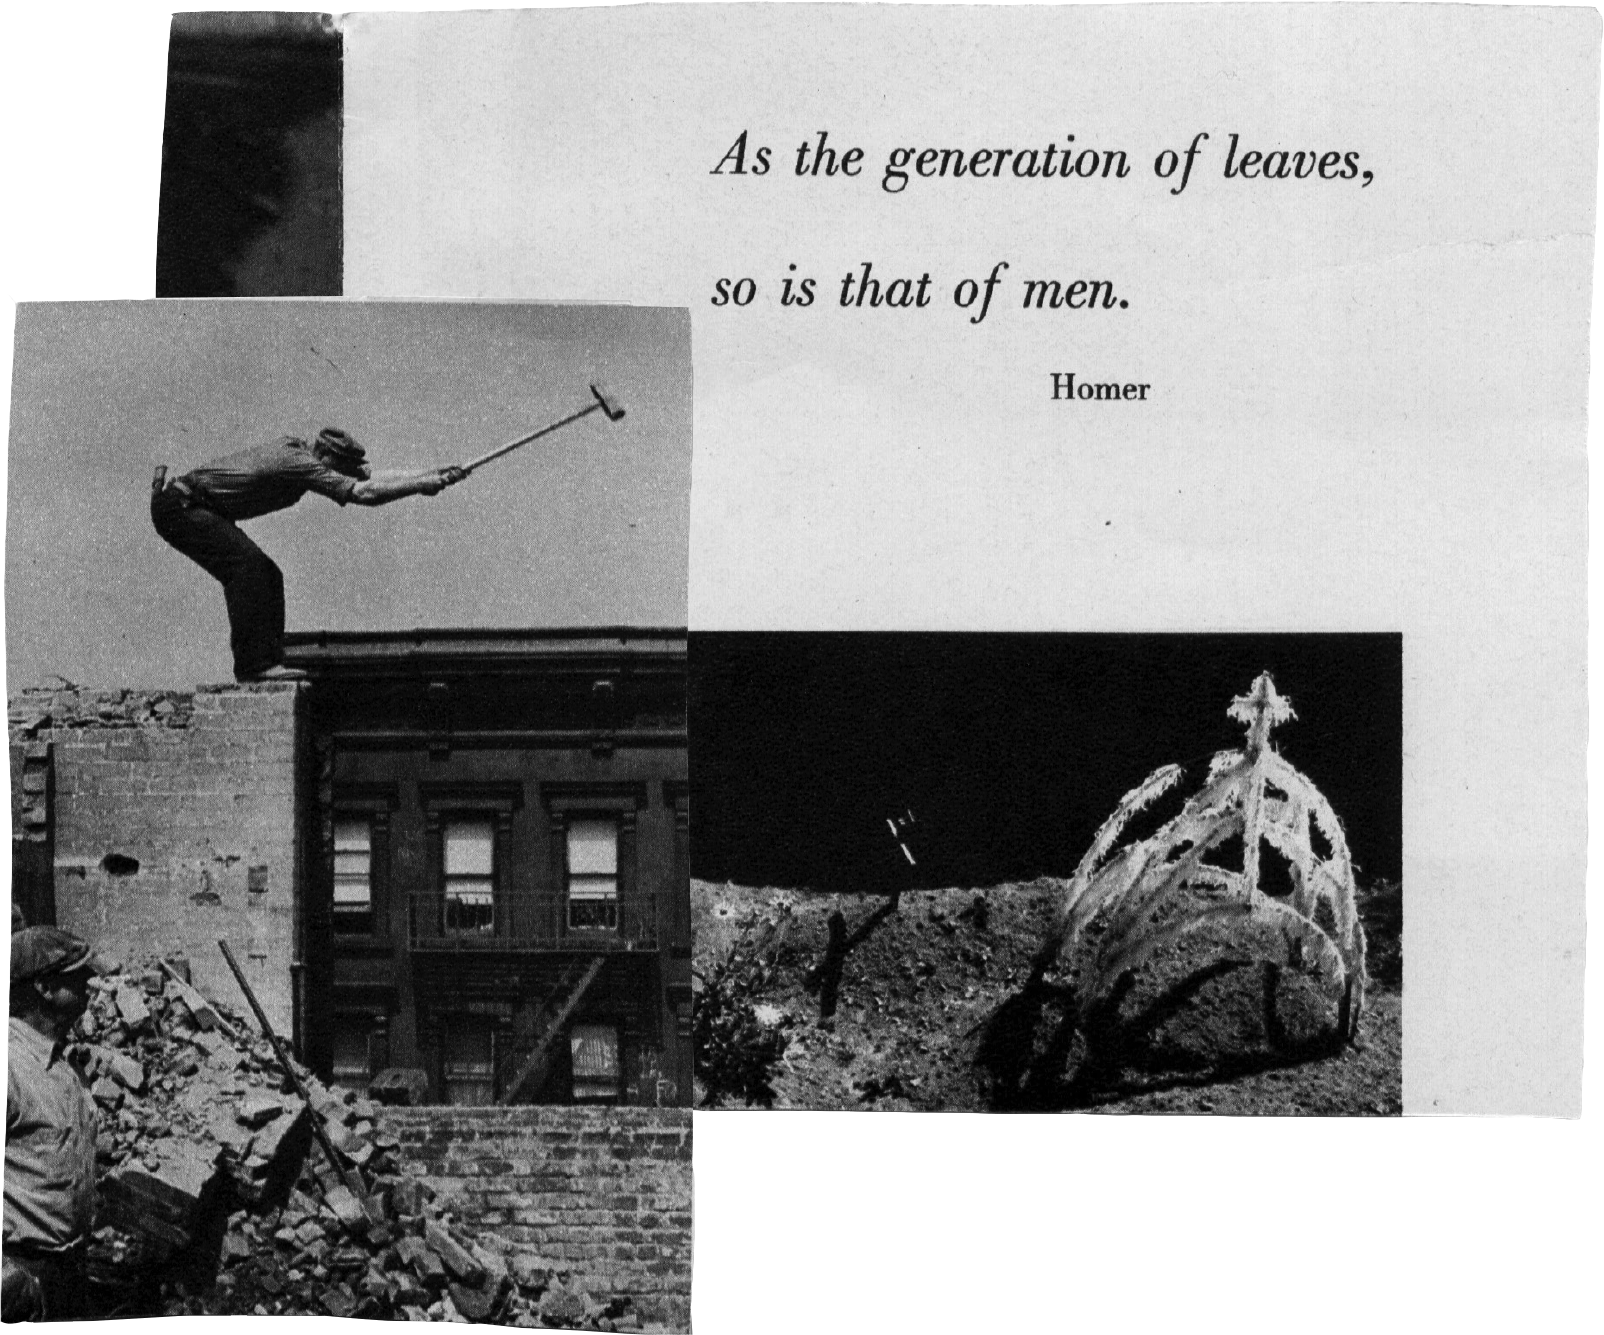 As the generation of leaves,
so is that of men.
Homer